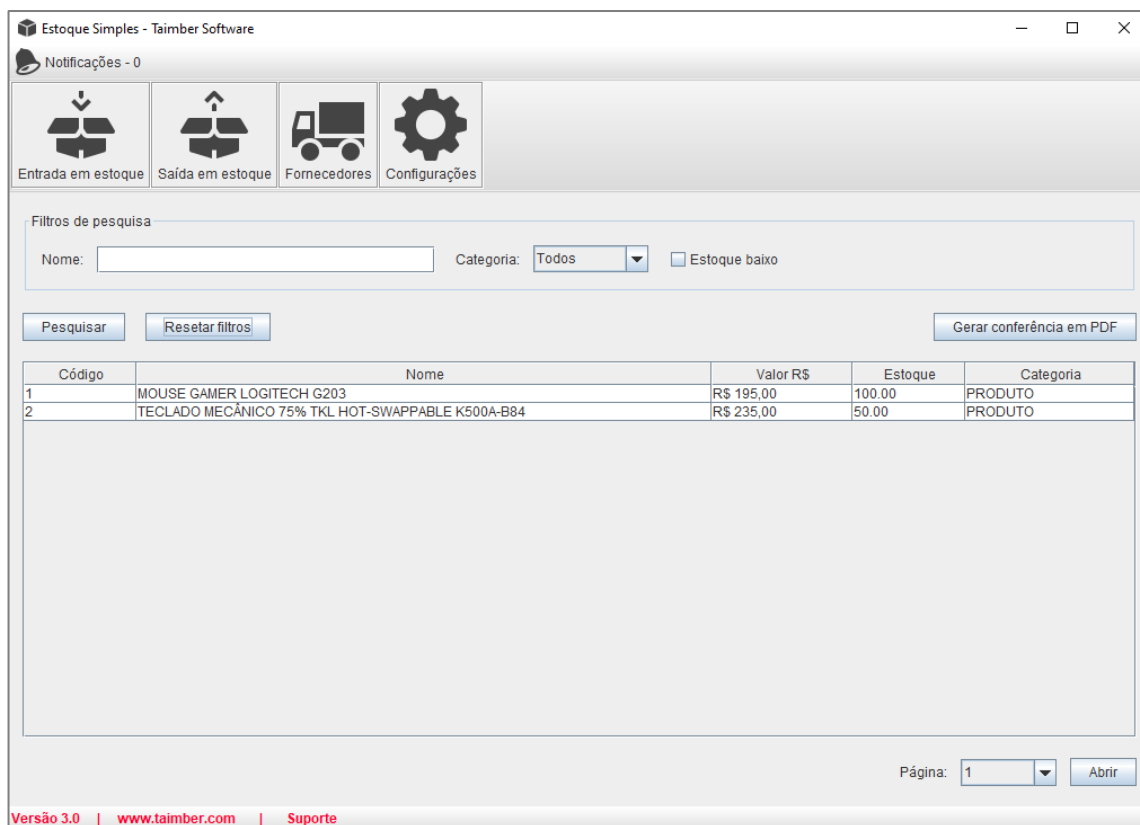 Estoque Simples - Taimber Software
Notificações - 0
Entrada em estoque Saída em estoque Fornecedores Configurações
Filtros de pesquisa
Nome: Categoria: Todos Estoque baixo
Pesquisar Resetar filtros Gerar conferência em PDF
Código Nome Valor R$ Estoque Categoria
1 MOUSE GAMER LOGITECH G203 R$ 195,00 100.00 PRODUTO
2 TECLADO MECÂNICO 75% TKL HOT-SWAPPABLE K500A-B84 R$ 235,00 50.00 PRODUTO
Página: 1 Abrir
Versão 3.0 | www.taimber.com | Suporte